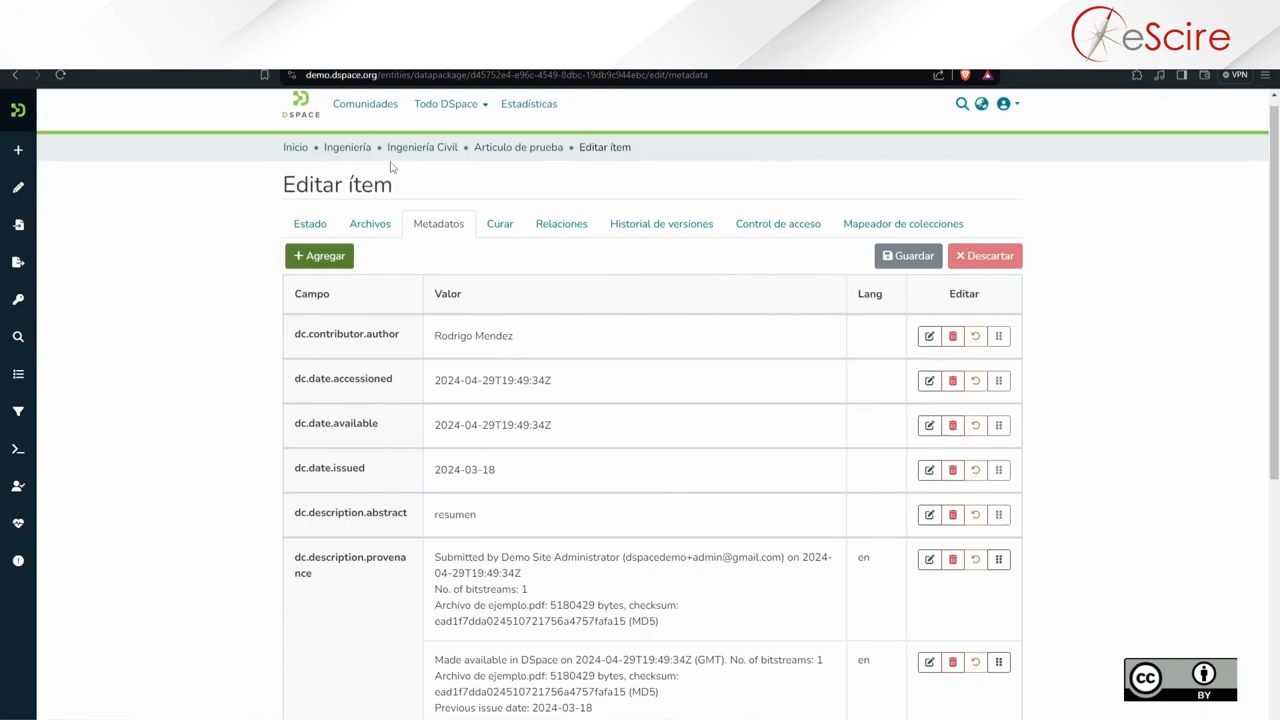 eScire
demo.dspace.org/entities/datapackage/d45752e4-e96c-4549-8dbc-19db9c944ebc/edit/metadata
VPN
DSPACE
Comunidades
Todo DSpace
Estadísticas
Inicio • Ingeniería • Ingeniería Civil • Articulo de prueba • Editar ítem
Editar ítem
Estado
Archivos
Metadatos
Curar
Relaciones
Historial de versiones
Control de acceso
Mapeador de colecciones
+ Agregar
Guardar
× Descartar
Campo
Valor
Lang
Editar
dc.contributor.author
Rodrigo Mendez
dc.date.accessioned
2024-04-29T19:49:34Z
dc.date.available
2024-04-29T19:49:34Z
dc.date.issued
2024-03-18
dc.description.abstract
resumen
dc.description.provena
nce
Submitted by Demo Site Administrator (dspacedemo+admin@gmail.com) on 2024-
04-29T19:49:34Z
No. of bitstreams: 1
Archivo de ejemplo.pdf: 5180429 bytes, checksum:
ead1f7dda024510721756a4757fafa15 (MD5)
en
Made available in DSpace on 2024-04-29T19:49:34Z (GMT). No. of bitstreams: 1
Archivo de ejemplo.pdf: 5180429 bytes, checksum:
ead1f7dda024510721756a4757fafa15 (MD5)
Previous issue date: 2024-03-18
en
CC
BY